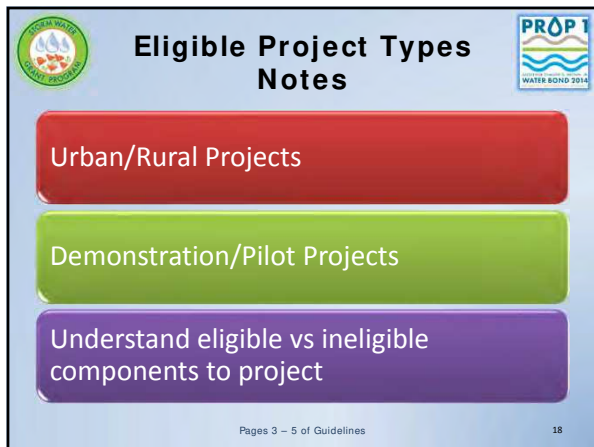 STORM WATER
GRANT PROGRAM
Eligible Project Types
Notes
PROP 1
WATER BOND 2014
Urban/Rural Projects
Demonstration/Pilot Projects
Understand eligible vs ineligible
components to project
Pages 3 – 5 of Guidelines
18